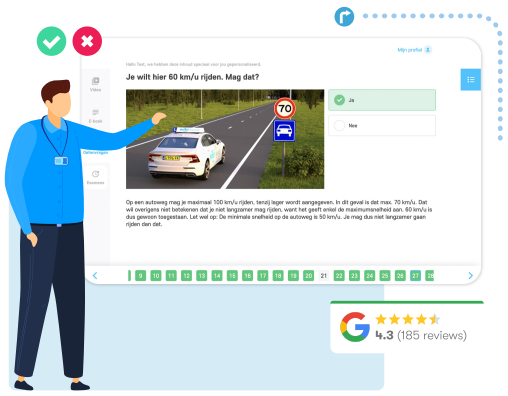 Mijn profiel
Hallo Test, we hebben deze inhoud speciaal voor jou gepersonaliseerd.
Je wilt hier 60 km/u rijden. Mag dat?
Video
E-book
Oefenvragen
Examens
70
Ja
Nee
Op een autoweg mag je maximaal 100 km/u rijden, tenzij lager wordt aangegeven. In dit geval is dat max. 70 km/u. Dat
wil overigens niet betekenen dat je niet langzamer mag rijden, want het geeft enkel de maximumsnelheid aan. 60 km/u is
dus gewoon toegestaan. Let wel op: De minimale snelheid op de autoweg is 50 km/u. Je mag dus niet langzamer gaan
rijden dan dat.
9 10 11 12 13 14 15 16 17 18 19 20 21 22 23 24 25 26 27 28
4.3 (185 reviews)